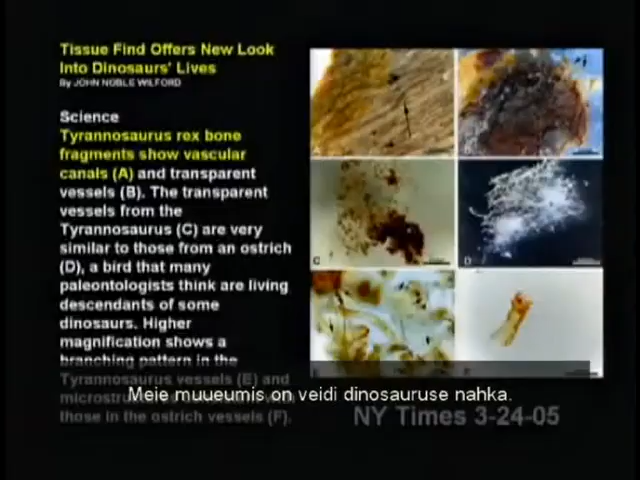 Tissue Find Offers New Look
Into Dinosaurs' Lives
By JOHN NOBLE WILFORD
Science
Tyrannosaurus rex bone
fragments show vascular
canals (A) and transparent
vessels (B). The transparent
vessels from the
Tyrannosaurus (C) are very
similar to those from an ostrich
(D), a bird that many
paleontologists think are living
descendants of some
dinosaurs. Higher
magnification shows a
branching pattern in the
Tyrannosaurus vessels (E) and
those in the ostrich vessels (F).
C
D
Meie muueumis on veidi dinosauruse nahka.
NY Times 3-24-05